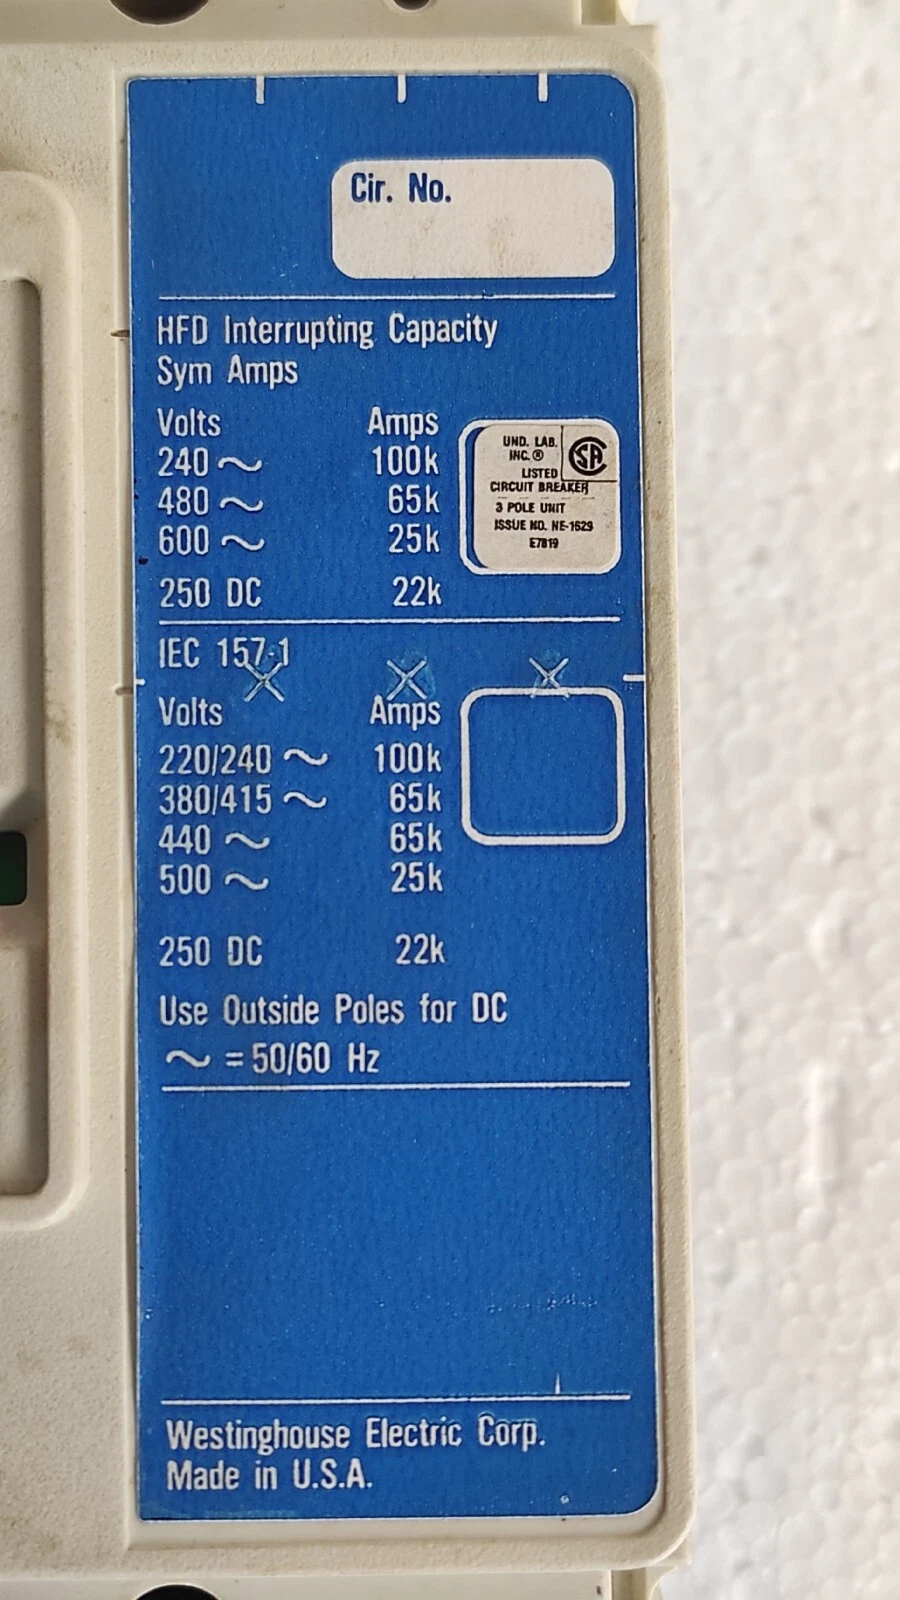 Cir. No.
HFD Interrupting Capacity
Sym Amps
Volts Amps
240 ~ 100k
480 ~ 65k
600 ~ 25k
250 DC 22k
UND. LAB.
INC.®
LISTED
CIRCUIT BREAKER
3 POLE UNIT
ISSUE NO. NE-1629
E7819
SA
IEC 157-1
Volts Amps
220/240 ~ 100k
380/415 ~ 65k
440 ~ 65k
500 ~ 25k
250 DC 22k
Use Outside Poles for DC
~ = 50/60 Hz
Westinghouse Electric Corp.
Made in U.S.A.